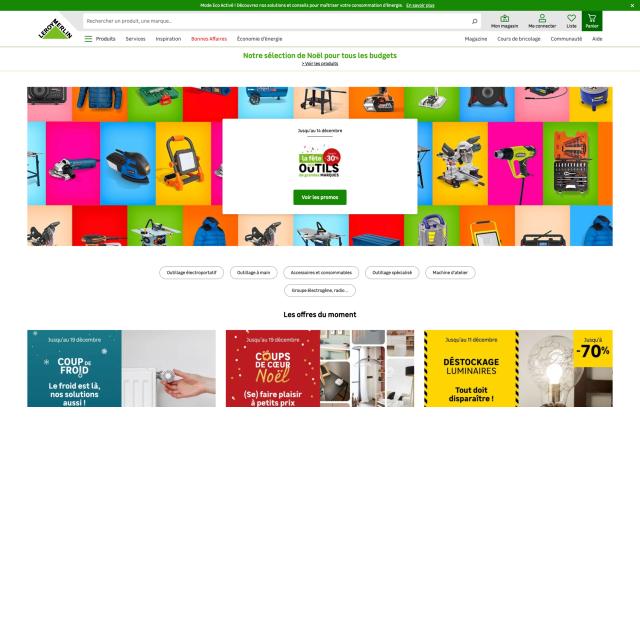 Mode Eco Activé ! Découvrez nos solutions et conseils pour maîtriser votre consommation d'énergie. En savoir plus
LEROY MERLIN
Rechercher un produit, une marque...
Mon magasin
Me connecter
Liste
Panier
Produits
Services
Inspiration
Bonnes Affaires
Économie d'énergie
Magazine
Cours de bricolage
Communauté
Aide
Notre sélection de Noël pour tous les budgets
> Voir les produits
Jusqu'au 14 décembre
la fête
-30%
OUTILS
de grandes MARQUES
Voir les promos
Outillage électroportatif
Outillage à main
Accessoires et consommables
Outillage spécialisé
Machine d'atelier
Groupe électrogène, radio...
Les offres du moment
Jusqu'au 19 décembre
COUP DE
FROID
Le froid est là,
nos solutions
aussi !
Jusqu'au 19 décembre
COUPS
DE CŒUR
Noël
(Se) faire plaisir
à petits prix
Jusqu'au 11 décembre
DÉSTOCKAGE
LUMINAIRES
Tout doit
disparaître !
Jusqu'à
-70%